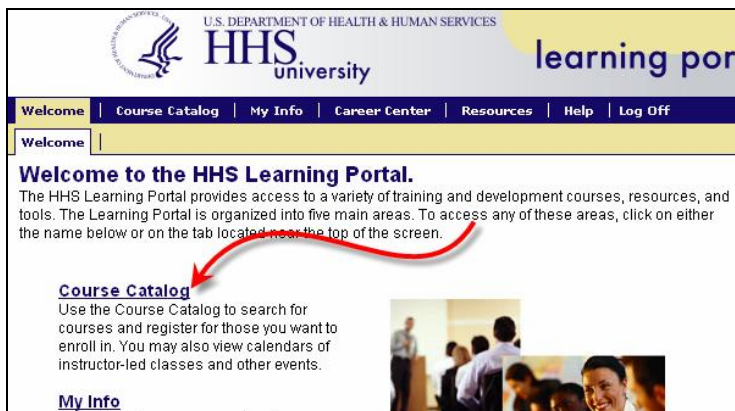 U.S. DEPARTMENT OF HEALTH & HUMAN SERVICES
HHS
university
learning por
Welcome | Course Catalog | My Info | Career Center | Resources | Help | Log Off
Welcome |
Welcome to the HHS Learning Portal.
The HHS Learning Portal provides access to a variety of training and development courses, resources, and
tools. The Learning Portal is organized into five main areas. To access any of these areas, click on either
the name below or on the tab located near the top of the screen.
Course Catalog
Use the Course Catalog to search for
courses and register for those you want to
enroll in. You may also view calendars of
instructor-led classes and other events.
My Info